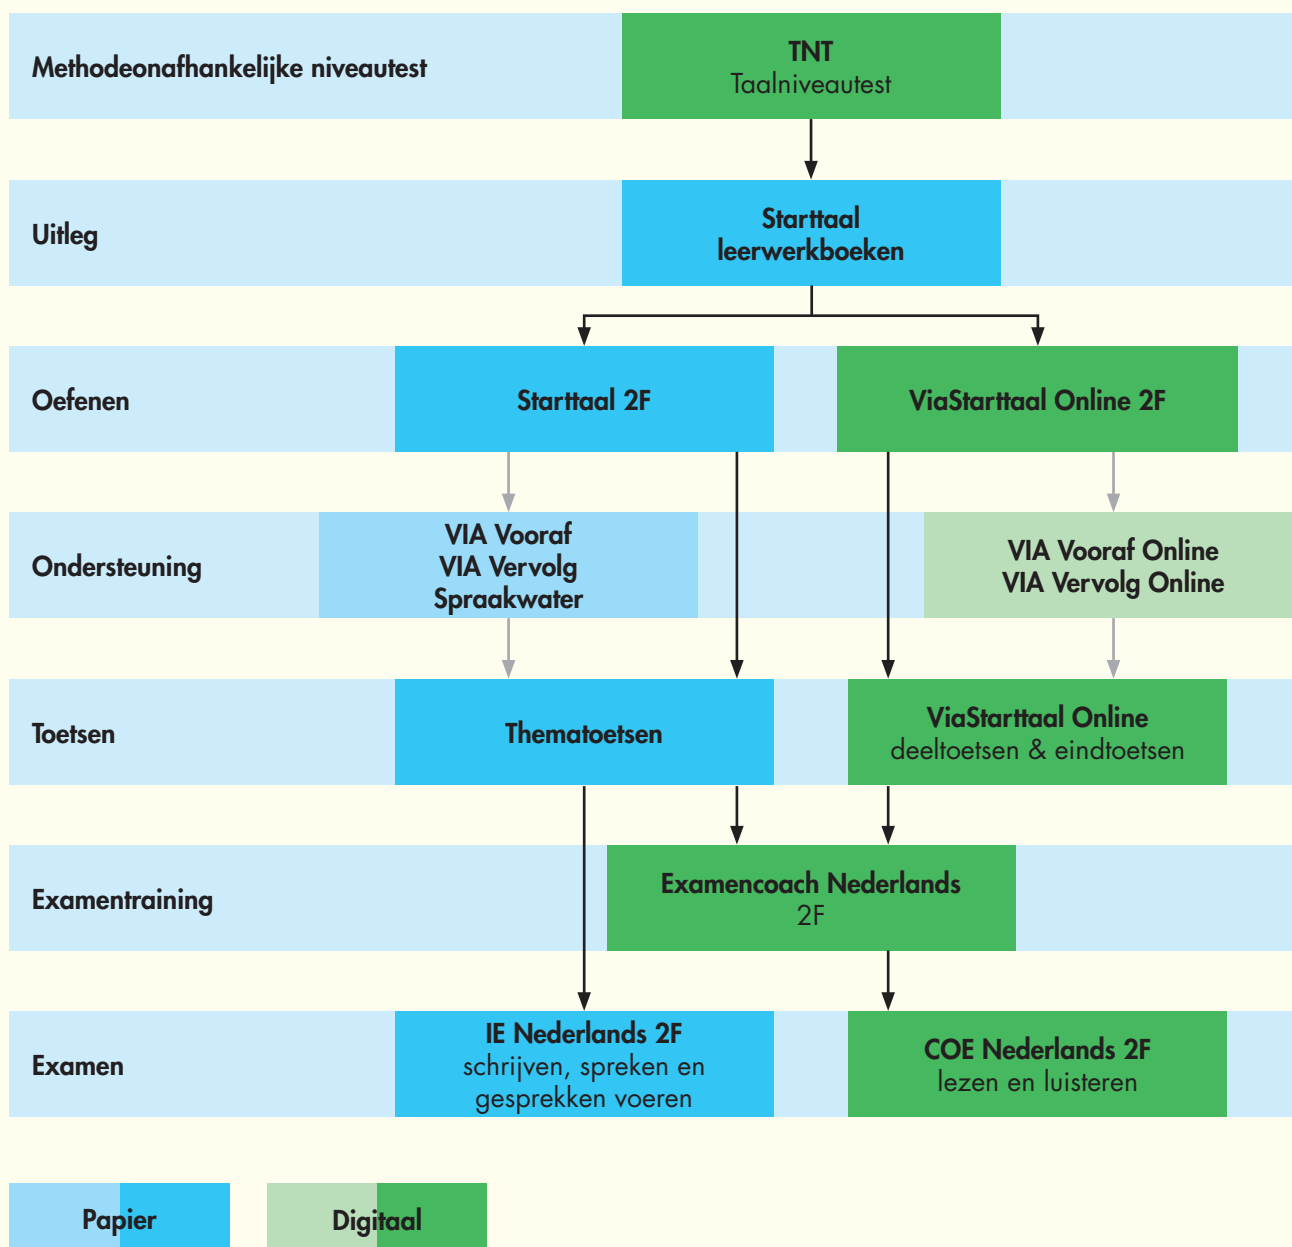 Methodeonafhankelijke niveautest
TNT
Taalniveautest
Uitleg
Starttaal
leerwerkboeken
Oefenen
Starttaal 2F
ViaStarttaal Online 2F
Ondersteuning
VIA Vooraf
VIA Vervolg
Spraakwater
VIA Vooraf Online
VIA Vervolg Online
Toetsen
Thematoetsen
ViaStarttaal Online
deeltoetsen & eindtoetsen
Examentraining
Examencoach Nederlands
2F
Examen
IE Nederlands 2F
schrijven, spreken en
gesprekken voeren
COE Nederlands 2F
lezen en luisteren
Papier
Digitaal